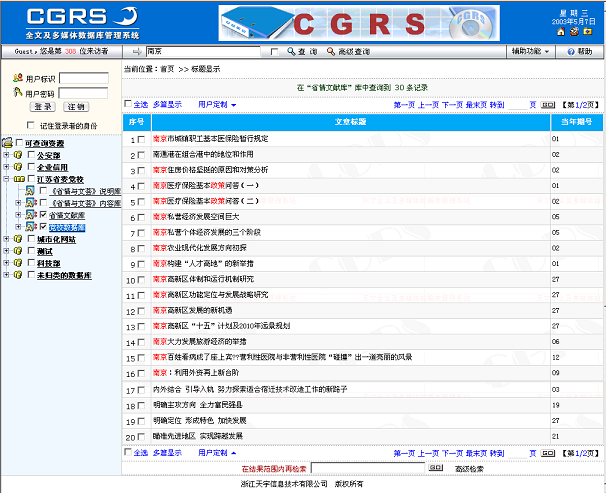 CGRS
全文及多媒体数据库管理系统
CGRS
星 期 三
2003年5月7日
Guest，您是第 308 位来访者
南京
查 询
高级查询
辅助功能
帮助
用户标识
用户密码
登 录
注 销
记住登录者的身份
可查询资源
公安部
企业信用
江苏省委党校
《省情与文荟》说明库
《省情与文荟》内容库
省情文献库
党校数据库
城市化网站
测试
科技部
未归类的数据库
当前位置：首页 >> 标题显示
在“省情文献库”库中查询到 30 条记录
全选 多篇显示 用户定制
第一页 上一页 下一页 最末页 转到 页 GO 【第1/2页】
序号 文章标题 当年期号
1 南京市城镇职工基本医保险暂行规定 01
2 南通港在组合港中的地位和作用 02
3 南京住房价格坚挺的原因和对策分析 02
4 南京医疗保险基本政策问答（一） 01
5 南京医疗保险基本政策问答（二） 02
6 南京私营经济发展空间巨大 05
7 南京私营个体经济发展的三个阶段 05
8 南京农业现代化发展方向初探 02
9 南京构建“人才高地”的新举措 01
10 南京高新区体制和运行机制研究 27
11 南京高新区功能定位与发展战略研究 27
12 南京高新区发展的新机遇 27
13 南京高新区“十五”计划及2010年远景规划 27
14 南京大力发展旅游经济的举措 06
15 南京百姓看病成了座上宾??营利性医院与非营利性医院“碰撞”出一道亮丽的风景 12
16 南京：利用外资再上新台阶 09
17 内外结合 引导入轨 努力探索适合宿迁技术改造工作的新路子 03
18 明确主攻方向 全力富民强县 19
19 明确定位 形成特色 加快发展 27
20 瞄准先进地区 实现跨越发展 21
全选 多篇显示 用户定制
第一页 上一页 下一页 最末页 转到 页 GO 【第1/2页】
在结果范围内再检索 GO 高级检索
浙江天宇信息技术有限公司 版权所有